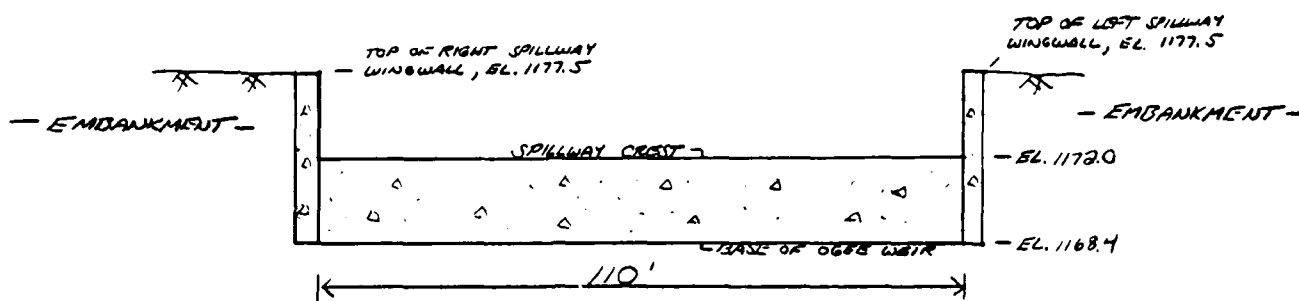 TOP OF RIGHT SPILLWAY
WINGWALL, EL. 1177.5
TOP OF LEFT SPILLWAY
WINGWALL, EL. 1177.5
— EMBANKMENT —
— EMBANKMENT —
SPILLWAY CREST
— EL. 1172.0
BASE OF OGEE WEIR
— EL. 1168.4
110'